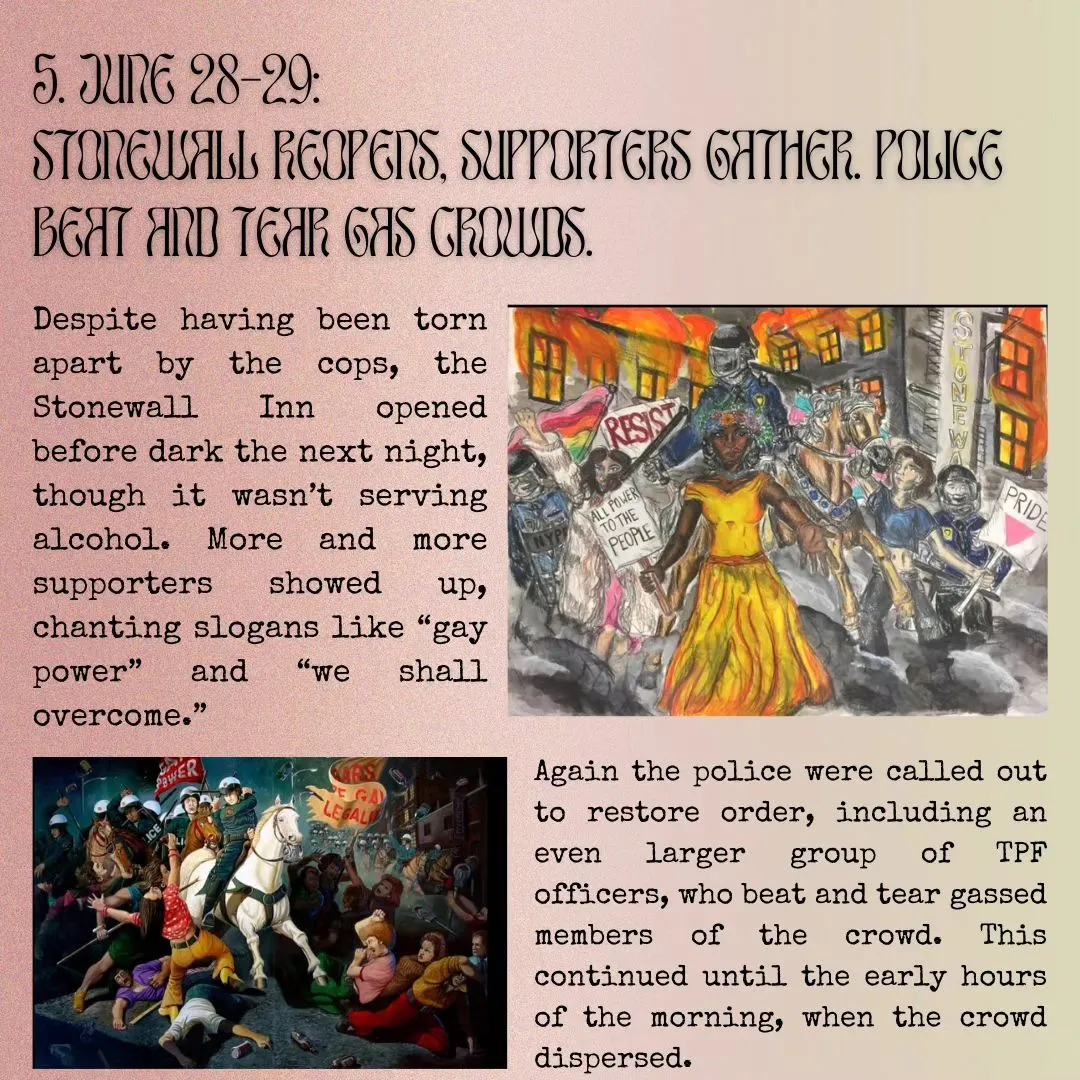 5. JUNE 28-29:
STONEWALL REOPENS, SUPPORTERS GATHER. POLICE
BEAT AND TEAR GAS CROWDS.
Despite having been torn
apart by the cops, the
Stonewall Inn opened
before dark the next night,
though it wasn’t serving
alcohol. More and more
supporters showed up,
chanting slogans like “gay
power” and “we shall
overcome.”
STONEWA
RESIST
ALL POWER
TO THE
PEOPLE
NYP
PRIDE
POWER
LEGAL
Again the police were called out
to restore order, including an
even larger group of TPF
officers, who beat and tear gassed
members of the crowd. This
continued until the early hours
of the morning, when the crowd
dispersed.